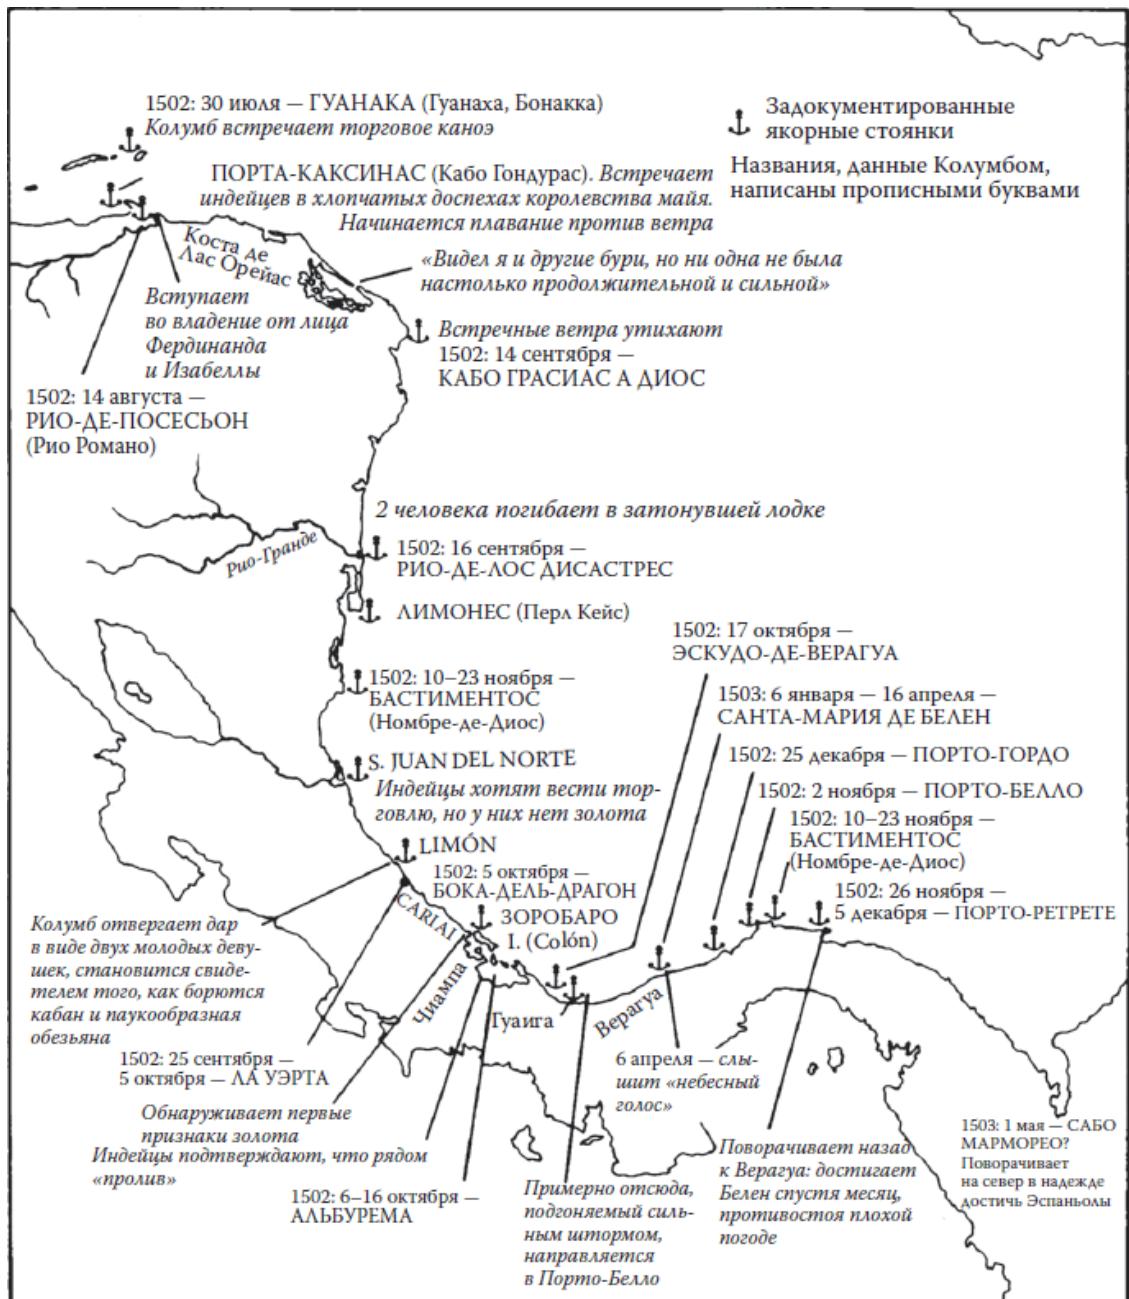 1502: 30 июля — ГУАНАКА (Гуанаха, Бонакка)
Колумб встречает торговое каноэ
Задокументированные
якорные стоянки
Названия, данные Колумбом,
написаны прописными буквами
ПОРТА-КАКСИНАС (Кабо Гондурас). Встречает
индейцев в хлопчатых доспехах королевства майя.
Начинается плавание против ветра
Коста де
Лас Орейас
«Видел я и другие бури, но ни одна не была
настолько продолжительной и сильной»
Вступает
во владение от лица
Фердинанда
и Изабеллы
Встречные ветра утихают
1502: 14 сентября —
КАБО ГРАСИАС А ДИОС
1502: 14 августа —
РИО-ДЕ-ПОСЕСЬОН
(Рио Романо)
2 человека погибает в затонувшей лодке
Рио-Гранде
1502: 16 сентября —
РИО-ДЕ-ЛОС ДИСАСТРЕС
ЛИМОНЕС (Перл Кейс)
1502: 17 октября —
ЭСКУДО-ДЕ-ВЕРАГУА
1502: 10–23 ноября —
БАСТИМЕНТОС
(Номбре-де-Диос)
1503: 6 января — 16 апреля —
САНТА-МАРИЯ ДЕ БЕЛЕН
1502: 25 декабря — ПОРТО-ГОРДО
S. JUAN DEL NORTE
Индейцы хотят вести тор-
говлю, но у них нет золота
1502: 2 ноября — ПОРТО-БЕЛЛО
1502: 10–23 ноября —
БАСТИМЕНТОС
(Номбре-де-Диос)
LIMÓN
1502: 5 октября —
БОКА-ДЕЛЬ-ДРАГОН
1502: 26 ноября —
5 декабря — ПОРТО-РЕТРЕТЕ
CARIAI
ЗОРОБАРО
I. (Colón)
Колумб отвергает дар
в виде двух молодых деву-
шек, становится свиде-
телем того, как борются
кабан и паукообразная
обезьяна
Чиампа
Гуаига
Верагуа
1502: 25 сентября —
5 октября — ЛА УЭРТА
6 апреля — слы-
шит «небесный
голос»
Обнаруживает первые
признаки золота
Индейцы подтверждают, что рядом
«пролив»
1502: 6–16 октября —
АЛЬБУРЕМА
Примерно отсюда,
подгоняемый силь-
ным штормом,
направляется
в Порто-Белло
Поворачивает назад
к Верагуа: достигает
Белен спустя месяц,
противостоя плохой
погоде
1503: 1 мая — САБО
МАРМОРЕО?
Поворачивает
на север в надежде
достичь Эспаньолы